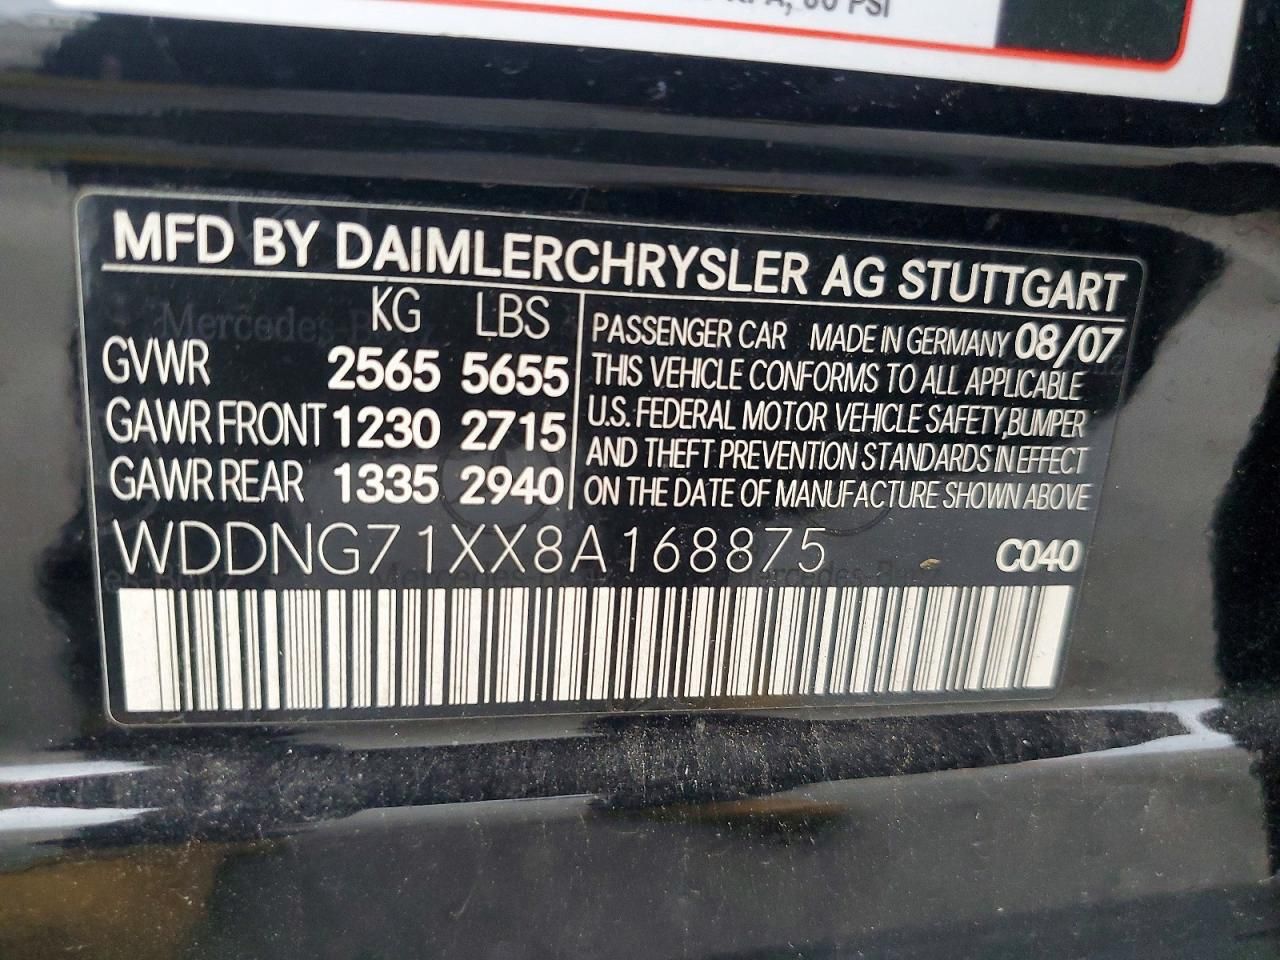 PSI
MFD BY DAIMLERCHRYSLER AG STUTTGART
KG LBS
GVWR 2565 5655
GAWR FRONT 1230 2715
GAWR REAR 1335 2940
PASSENGER CAR MADE IN GERMANY 08/07
THIS VEHICLE CONFORMS TO ALL APPLICABLE
U.S. FEDERAL MOTOR VEHICLE SAFETY, BUMPER
AND THEFT PREVENTION STANDARDS IN EFFECT
ON THE DATE OF MANUFACTURE SHOWN ABOVE
WDDNG71XX8A168875 C040